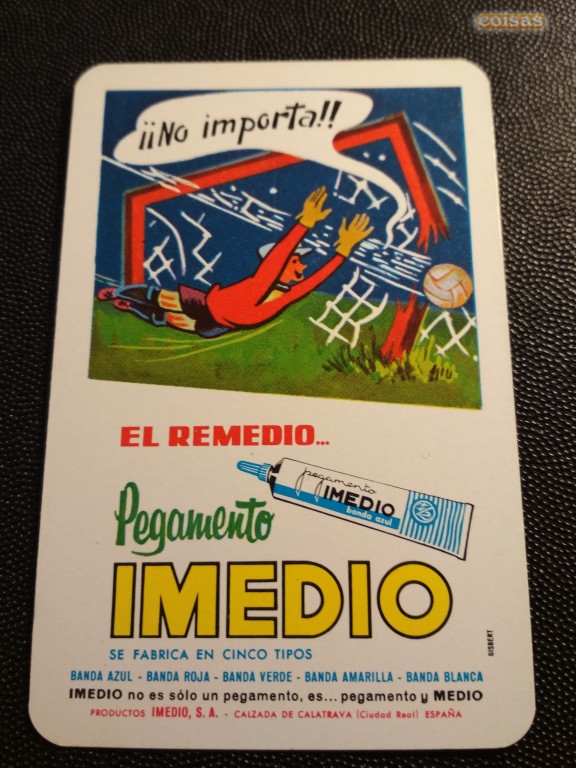 coisas
¡¡No importa!!
EL REMEDIO...
pegamento
IMEDIO
banda azul
Pegamento
IMEDIO
SE FABRICA EN CINCO TIPOS
BANDA AZUL - BANDA ROJA - BANDA VERDE - BANDA AMARILLA - BANDA BLANCA
IMEDIO no es sólo un pegamento, es... pegamento y MEDIO
PRODUCTOS IMEDIO, S. A. - CALZADA DE CALATRAVA (Ciudad Real) ESPAÑA
GISBERT